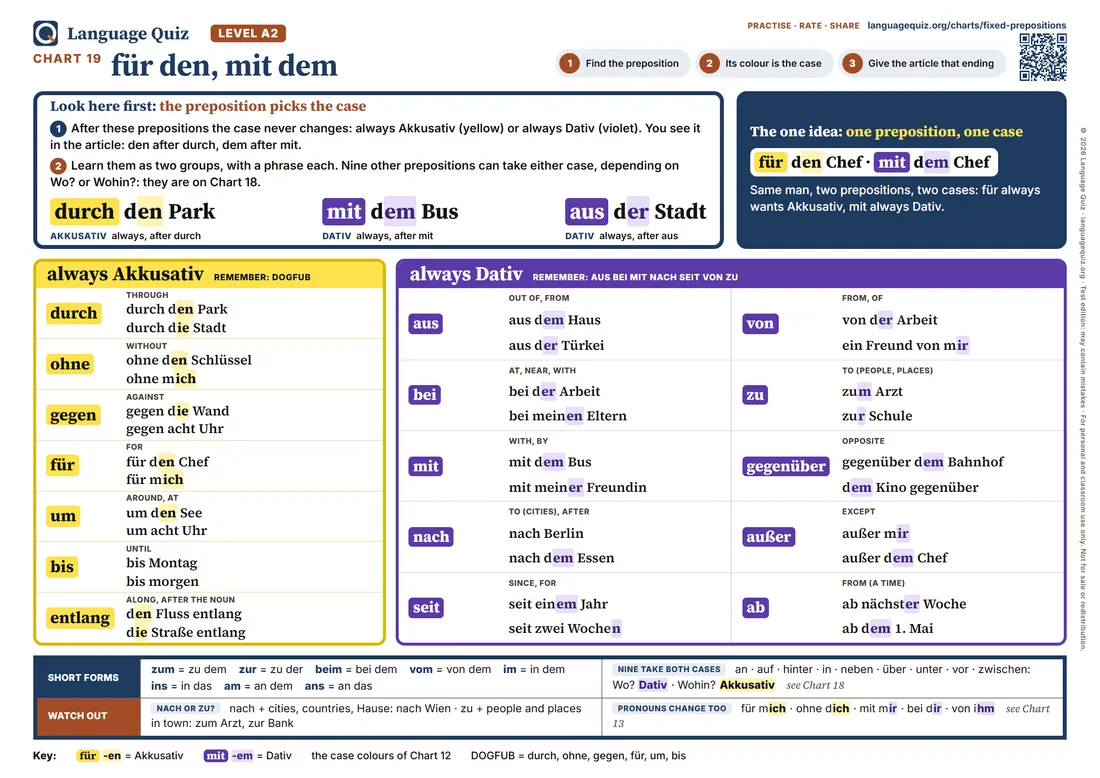 Language Quiz LEVEL A2
PRACTISE · RATE · SHARE languagequiz.org/charts/fixed-prepositions
CHART 19 für den, mit dem
1 Find the preposition 2 Its colour is the case 3 Give the article that ending
Look here first: the preposition picks the case
1 After these prepositions the case never changes: always Akkusativ (yellow) or always Dativ (violet). You see it
in the article: den after durch, dem after mit.
2 Learn them as two groups, with a phrase each. Nine other prepositions can take either case, depending on
Wo? or Wohin?: they are on Chart 18.
durch den Park mit dem Bus aus der Stadt
AKKUSATIV always, after durch DATIV always, after mit DATIV always, after aus
The one idea: one preposition, one case
für den Chef · mit dem Chef
Same man, two prepositions, two cases: für always
wants Akkusativ, mit always Dativ.
always Akkusativ REMEMBER: DOGFUB
durch
THROUGH
durch den Park
durch die Stadt
ohne
WITHOUT
ohne den Schlüssel
ohne mich
gegen
AGAINST
gegen die Wand
gegen acht Uhr
für
FOR
für den Chef
für mich
um
AROUND, AT
um den See
um acht Uhr
bis
UNTIL
bis Montag
bis morgen
entlang
ALONG, AFTER THE NOUN
den Fluss entlang
die Straße entlang
always Dativ REMEMBER: AUS BEI MIT NACH SEIT VON ZU
aus
OUT OF, FROM
aus dem Haus
aus der Türkei
bei
AT, NEAR, WITH
bei der Arbeit
bei meinen Eltern
mit
WITH, BY
mit dem Bus
mit meiner Freundin
nach
TO (CITIES), AFTER
nach Berlin
nach dem Essen
seit
SINCE, FOR
seit einem Jahr
seit zwei Wochen
von
FROM, OF
von der Arbeit
ein Freund von mir
zu
TO (PEOPLE, PLACES)
zum Arzt
zur Schule
gegenüber
OPPOSITE
gegenüber dem Bahnhof
dem Kino gegenüber
außer
EXCEPT
außer mir
außer dem Chef
ab
FROM (A TIME)
ab nächster Woche
ab dem 1. Mai
SHORT FORMS
zum = zu dem zur = zu der beim = bei dem vom = von dem im = in dem
ins = in das am = an dem ans = an das
NINE TAKE BOTH CASES an · auf · hinter · in · neben · über · unter · vor · zwischen:
Wo? Dativ · Wohin? Akkusativ see Chart 18
WATCH OUT
NACH OR ZU? nach + cities, countries, Hause: nach Wien · zu + people and places
in town: zum Arzt, zur Bank
PRONOUNS CHANGE TOO für mich · ohne dich · mit mir · bei dir · von ihm see Chart
13
Key: für -en = Akkusativ mit -em = Dativ the case colours of Chart 12 DOGFUB = durch, ohne, gegen, für, um, bis
© 2026 Language Quiz · languagequiz.org · Test edition: may contain mistakes · For personal and classroom use only. Not for sale or redistribution.